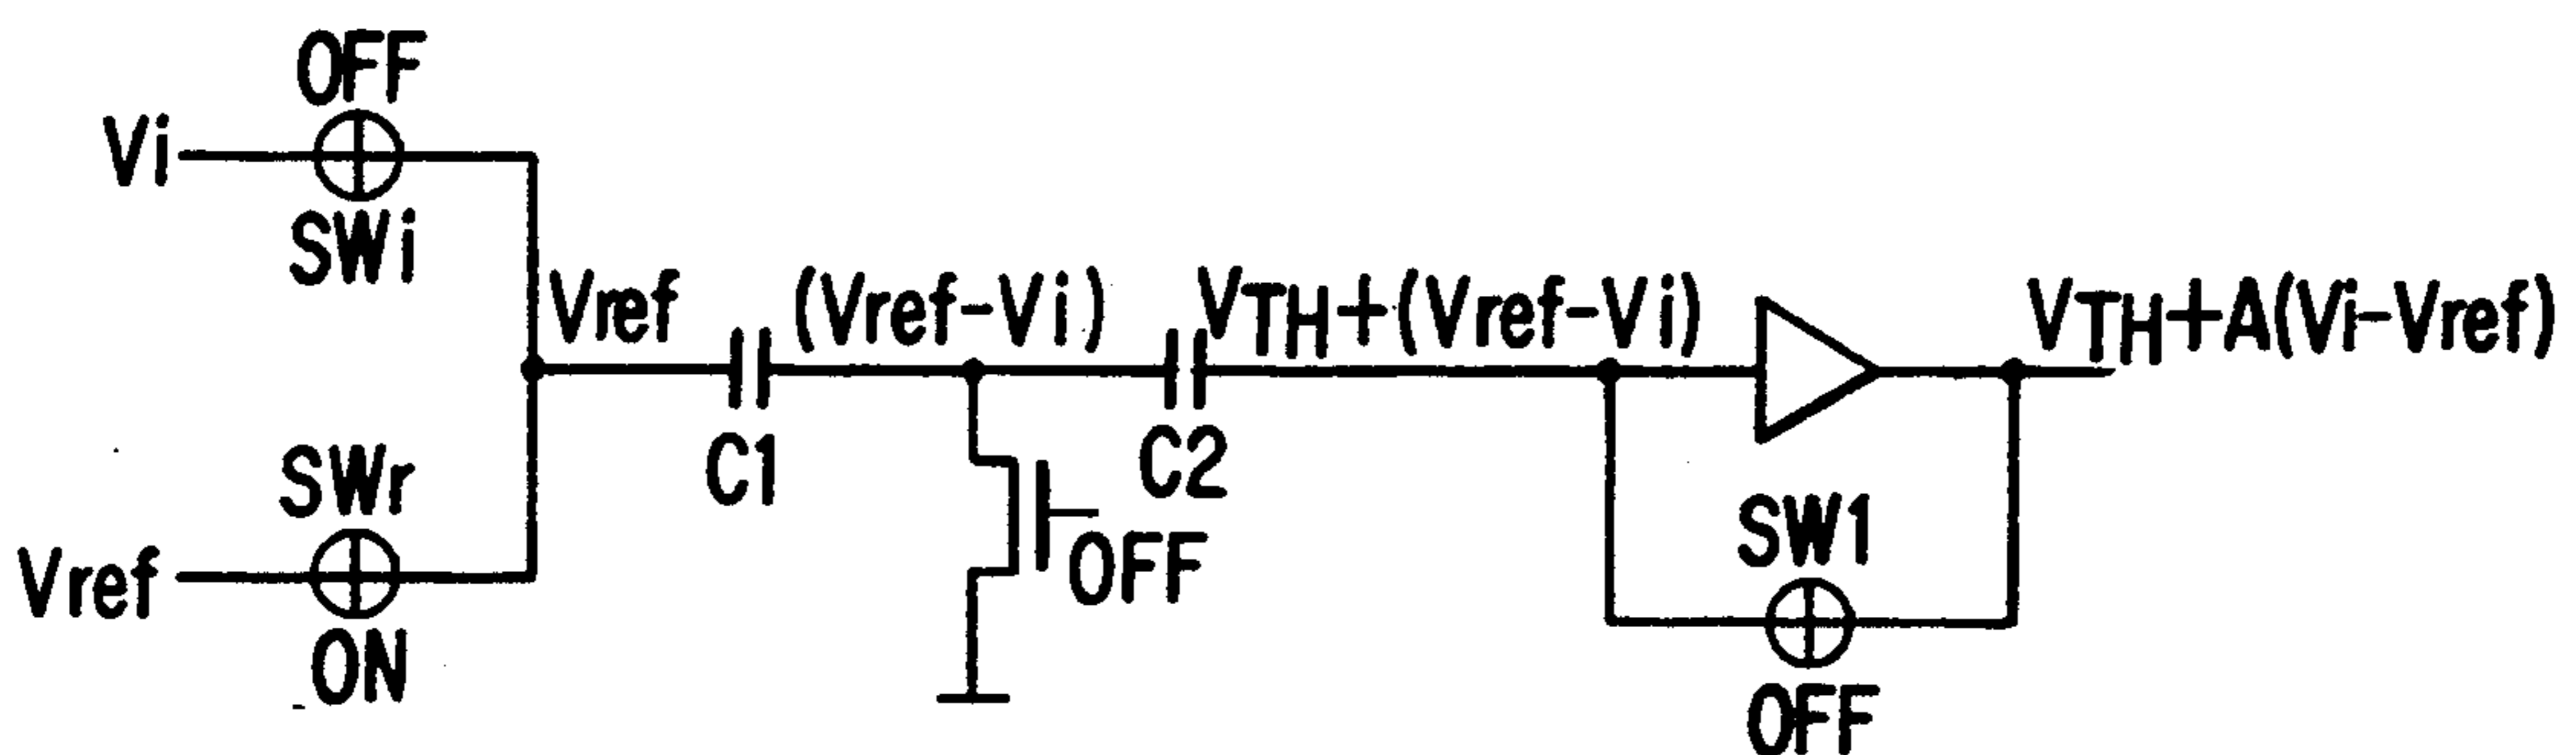 OFF
Vi
SWi
Vref
(Vref-Vi)
VTH+(Vref-Vi)
VTH+A(Vi-Vref)
C1
C2
SWr
Vref
ON
OFF
SW1
OFF